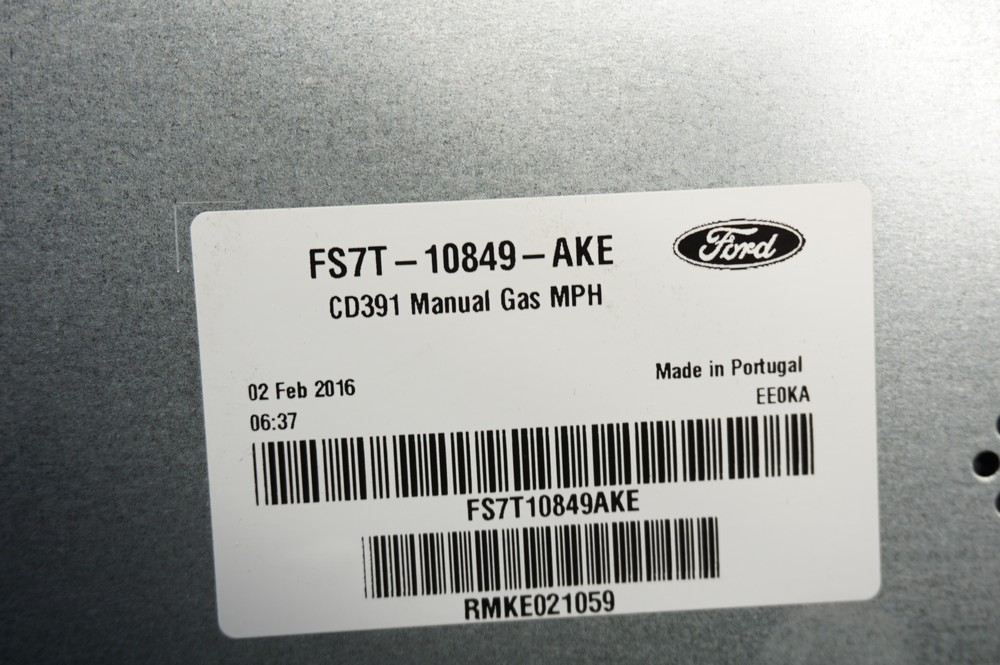 FS7T-10849-AKE
Ford
CD391 Manual Gas MPH
02 Feb 2016
Made in Portugal
06:37
EE0KA
FS7T10849AKE
RMKE021059